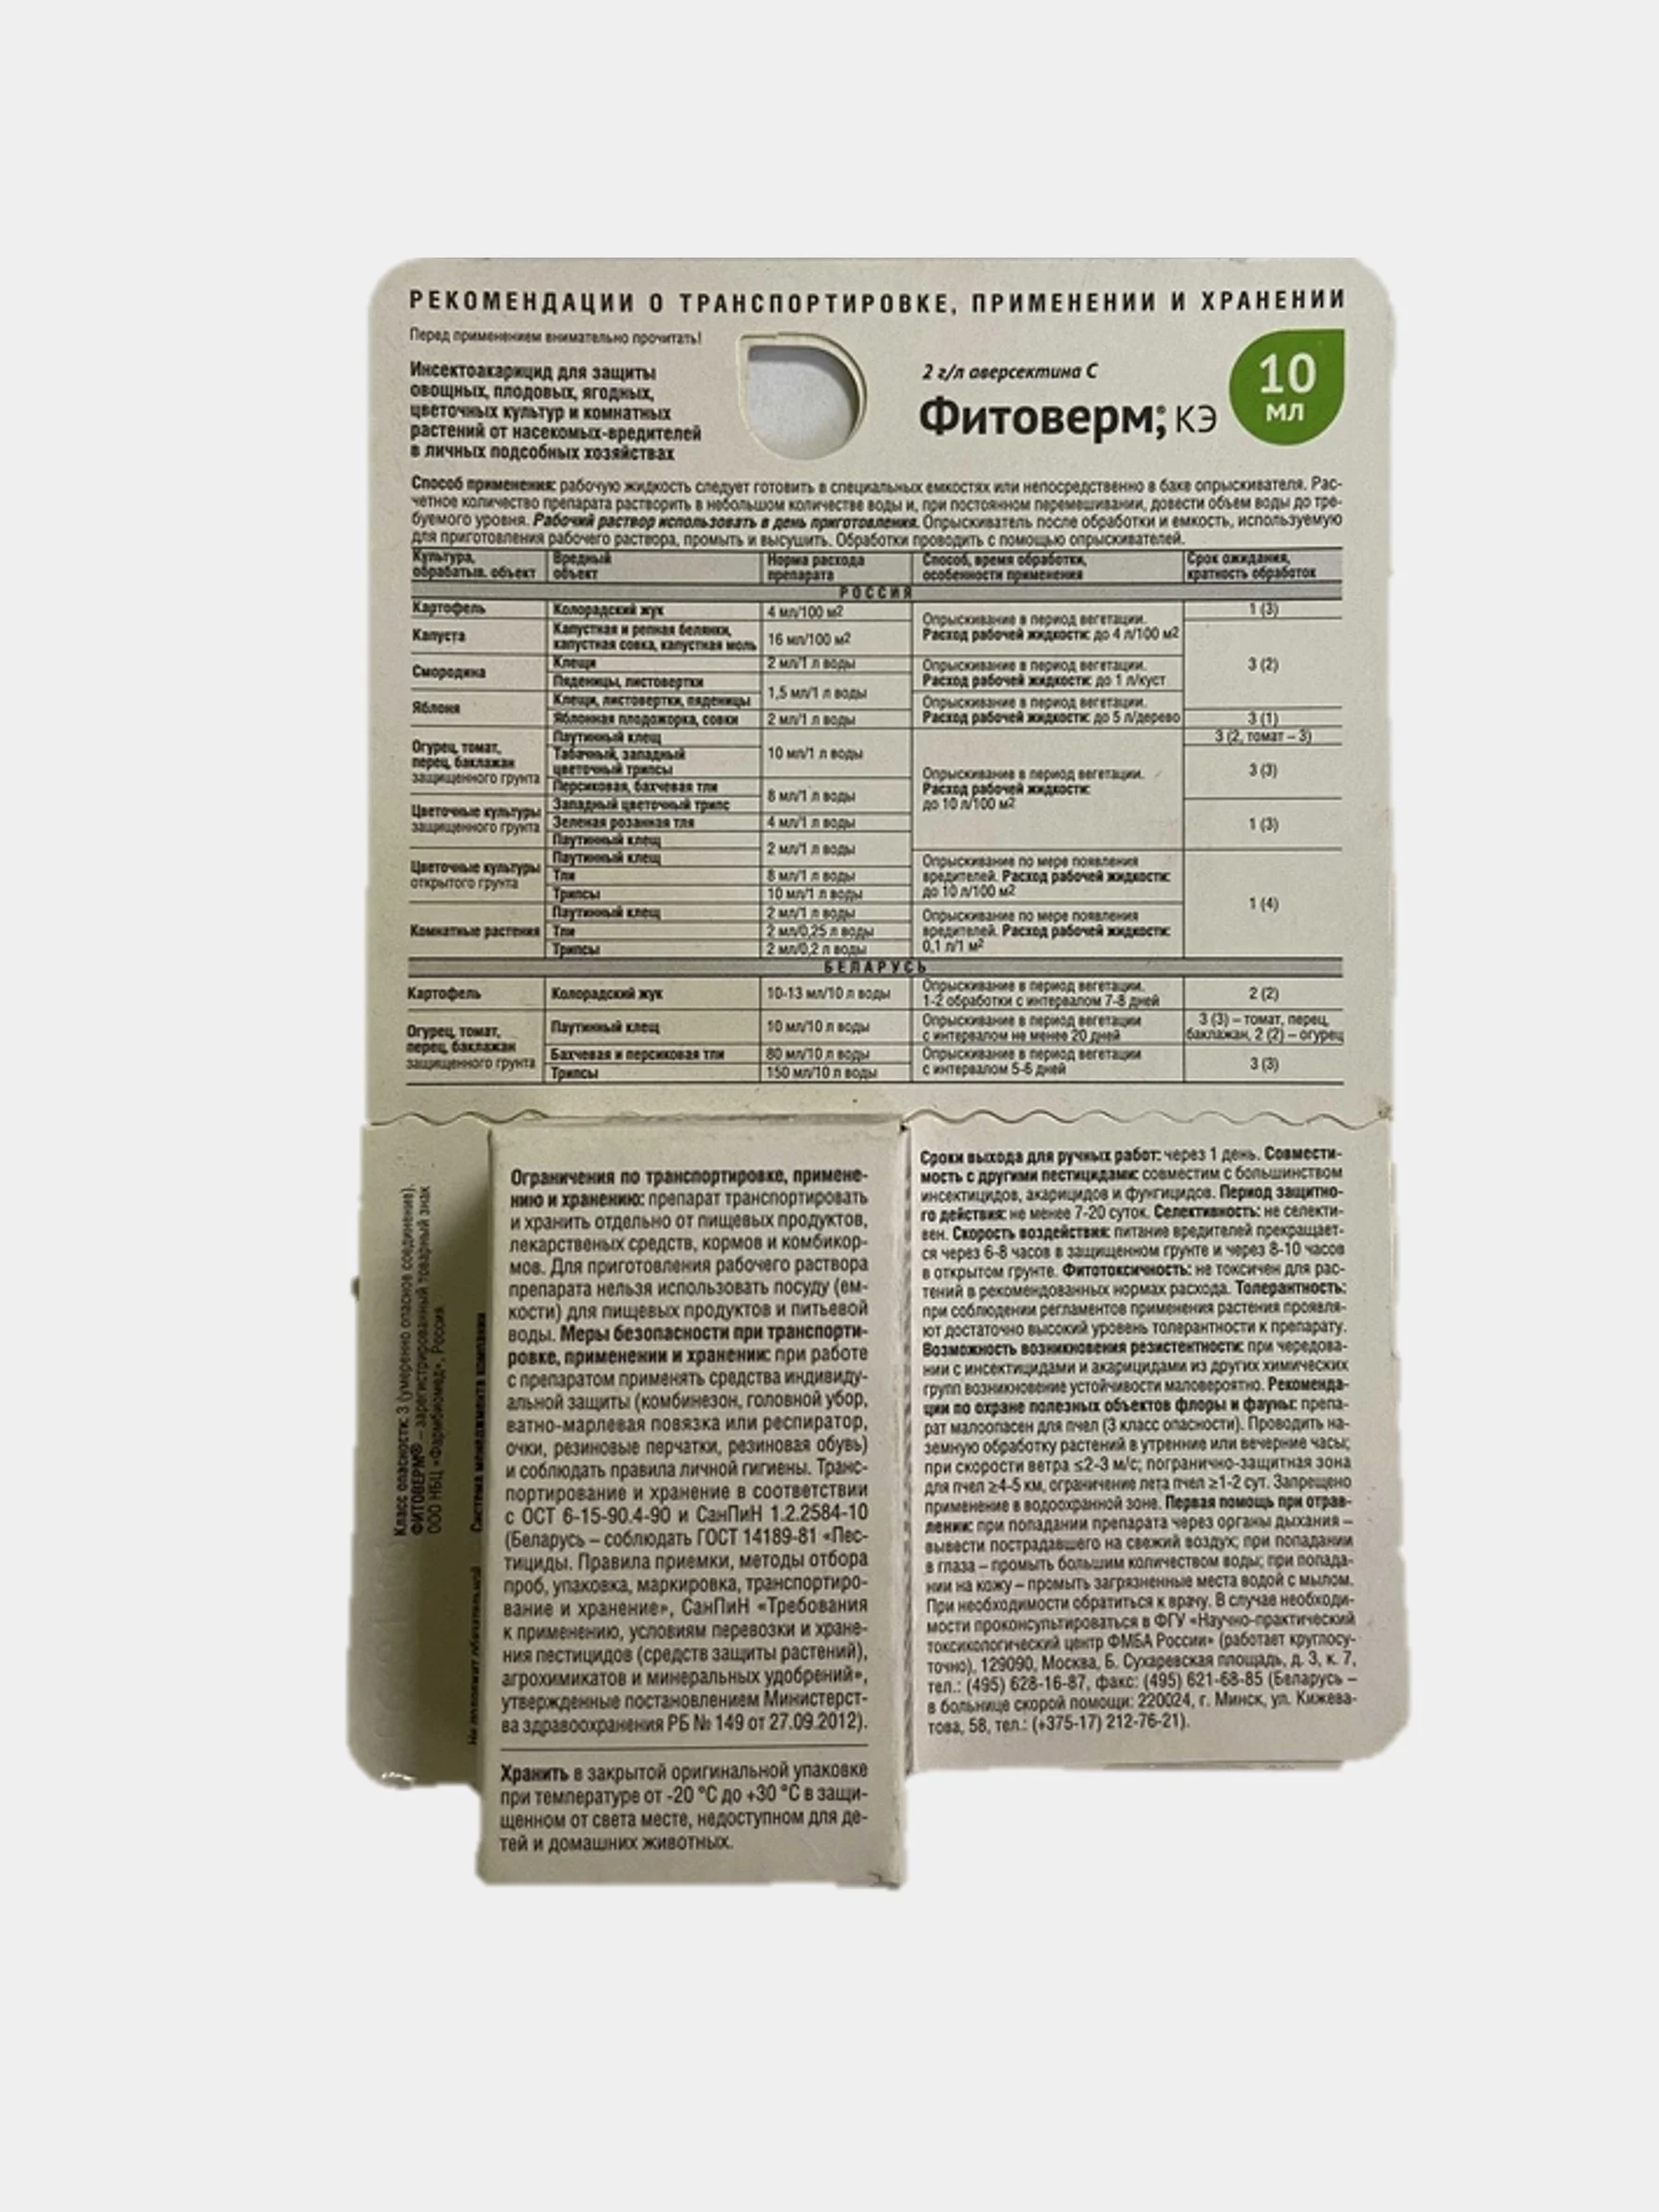 РЕКОМЕНДАЦИИ О ТРАНСПОРТИРОВКЕ, ПРИМЕНЕНИИ И ХРАНЕНИИ
Перед применением внимательно прочитать!
Инсектоакарицид для защиты
овощных, плодовых, ягодных,
цветочных культур и комнатных
растений от насекомых-вредителей
в личных подсобных хозяйствах
2 г/л аверсектина С
Фитоверм®, КЭ
10
мл
Способ применения: рабочую жидкость следует готовить в специальных емкостях или непосредственно в баке опрыскивателя. Рас-
четное количество препарата растворить в небольшом количестве воды и, при постоянном перемешивании, довести объем воды до тре-
буемого уровня. Рабочий раствор использовать в день приготовления. Опрыскиватель после обработки и емкость, используемую
для приготовления рабочего раствора, промыть и высушить. Обработки проводить с помощью опрыскивателей.
Культура, обрабатыв. объект Вредный объект Норма расхода препарата Способ, время обработки, особенности применения Срок ожидания, кратность обработок
РОССИЯ
Картофель Колорадский жук 4 мл/100 м2 Опрыскивание в период вегетации. Расход рабочей жидкости: до 4 л/100 м2 1 (3)
Капуста Капустная и репная белянки, капустная совка, капустная моль 16 мл/100 м2 3 (2)
Смородина Клещи 2 мл/1 л воды Опрыскивание в период вегетации. Расход рабочей жидкости: до 1 л/куст
Пяденицы, листовертки 1,5 мл/1 л воды
Яблоня Клещи, листовертки, пяденицы Опрыскивание в период вегетации. Расход рабочей жидкости: до 5 л/дерево
Яблонная плодожорка, совки 2 мл/1 л воды 3 (1)
Огурец, томат, перец, баклажан защищенного грунта Паутинный клещ 10 мл/1 л воды Опрыскивание в период вегетации. Расход рабочей жидкости: до 10 л/100 м2 3 (2, томат – 3)
Табачный, западный цветочный трипсы 3 (3)
Персиковая, бахчевая тли 8 мл/1 л воды
Цветочные культуры защищенного грунта Западный цветочный трипс 1 (3)
Зеленая розанная тля 4 мл/1 л воды
Паутинный клещ 2 мл/1 л воды
Цветочные культуры открытого грунта Паутинный клещ Опрыскивание по мере появления вредителей. Расход рабочей жидкости: до 10 л/100 м2 1 (4)
Тли 8 мл/1 л воды
Трипсы 10 мл/1 л воды
Комнатные растения Паутинный клещ 2 мл/1 л воды Опрыскивание по мере появления вредителей. Расход рабочей жидкости: 0,1 л/1 м2
Тли 2 мл/0,25 л воды
Трипсы 2 мл/0,2 л воды
БЕЛАРУСЬ
Картофель Колорадский жук 10-13 мл/10 л воды Опрыскивание в период вегетации. 1-2 обработки с интервалом 7-8 дней 2 (2)
Огурец, томат, перец, баклажан защищенного грунта Паутинный клещ 10 мл/10 л воды Опрыскивание в период вегетации с интервалом не менее 20 дней 3 (3) – томат, перец, баклажан, 2 (2) – огурец
Бахчевая и персиковая тли 80 мл/10 л воды Опрыскивание в период вегетации с интервалом 5-6 дней 3 (3)
Трипсы 150 мл/10 л воды
Класс опасности: 3 (умеренно опасное соединение).
ФИТОВЕРМ® – зарегистрированный товарный знак
ООО НБЦ «Фармбиомед», Россия
Система менеджмента компании
Ограничения по транспортировке, примене-
нию и хранению: препарат транспортировать
и хранить отдельно от пищевых продуктов,
лекарственых средств, кормов и комбикор-
мов. Для приготовления рабочего раствора
препарата нельзя использовать посуду (ем-
кости) для пищевых продуктов и питьевой
воды. Меры безопасности при транспорти-
ровке, применении и хранении: при работе
с препаратом применять средства индивиду-
альной защиты (комбинезон, головной убор,
ватно-марлевая повязка или респиратор,
очки, резиновые перчатки, резиновая обувь)
и соблюдать правила личной гигиены. Транс-
портирование и хранение в соответствии
с ОСТ 6-15-90.4-90 и СанПиН 1.2.2584-10
(Беларусь – соблюдать ГОСТ 14189-81 «Пес-
тициды. Правила приемки, методы отбора
проб, упаковка, маркировка, транспортиро-
вание и хранение», СанПиН «Требования
к применению, условиям перевозки и хране-
ния пестицидов (средств защиты растений),
агрохимикатов и минеральных удобрений»,
утвержденные постановлением Министерст-
ва здравоохранения РБ № 149 от 27.09.2012).
Хранить в закрытой оригинальной упаковке
при температуре от -20 °С до +30 °С в защи-
щенном от света месте, недоступном для де-
тей и домашних животных.
Сроки выхода для ручных работ: через 1 день. Совмести-
мость с другими пестицидами: совместим с большинством
инсектицидов, акарицидов и фунгицидов. Период защитно-
го действия: не менее 7-20 суток. Селективность: не селекти-
вен. Скорость воздействия: питание вредителей прекращает-
ся через 6-8 часов в защищенном грунте и через 8-10 часов
в открытом грунте. Фитотоксичность: не токсичен для рас-
тений в рекомендованных нормах расхода. Толерантность:
при соблюдении регламентов применения растения проявля-
ют достаточно высокий уровень толерантности к препарату.
Возможность возникновения резистентности: при чередова-
нии с инсектицидами и акарицидами из других химических
групп возникновение устойчивости маловероятно. Рекоменда-
ции по охране полезных объектов флоры и фауны: препа-
рат малоопасен для пчел (3 класс опасности). Проводить на-
земную обработку растений в утренние или вечерние часы;
при скорости ветра ≤2-3 м/с; погранично-защитная зона
для пчел ≥4-5 км, ограничение лета пчел ≥1-2 сут. Запрещено
применение в водоохранной зоне. Первая помощь при отрав-
лении: при попадании препарата через органы дыхания –
вывести пострадавшего на свежий воздух; при попадании
в глаза – промыть большим количеством воды; при попада-
нии на кожу – промыть загрязненные места водой с мылом.
При необходимости обратиться к врачу. В случае необходи-
мости проконсультироваться в ФГУ «Научно-практический
токсикологический центр ФМБА России» (работает круглосу-
точно), 129090, Москва, Б. Сухаревская площадь, д. 3, к. 7,
тел.: (495) 628-16-87, факс: (495) 621-68-85 (Беларусь –
в больнице скорой помощи: 220024, г. Минск, ул. Кижева-
това, 58, тел.: (+375-17) 212-76-21).